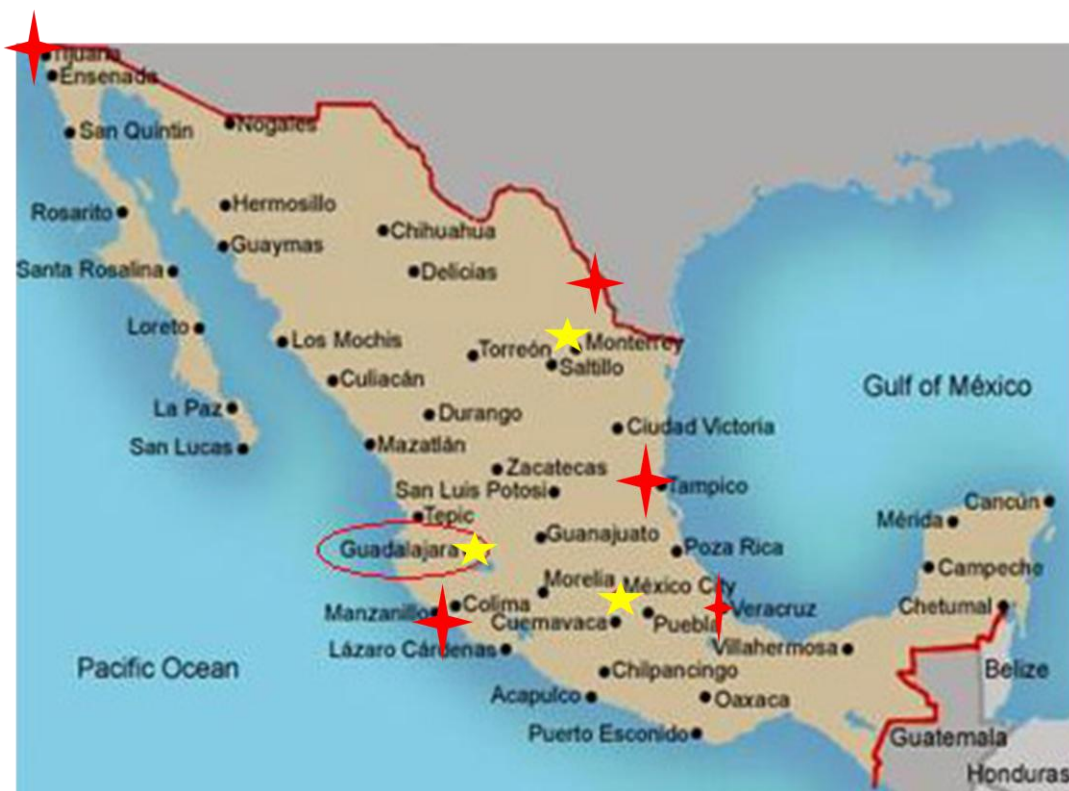 Tijuana
Ensenada
Nogales
San Quintin
Hermosillo
Rosarito
Chihuahua
Guaymas
Santa Rosalina
Delicias
Loreto
Los Mochis
Monterrey
Torreón
Saltillo
Culiacán
Gulf of México
La Paz
Durango
Ciudad Victoria
San Lucas
Mazatlán
Zacatecas
San Luis Potosi
Tampico
Cancún
Tepic
Mérida
Guanajuato
Guadalajara
Poza Rica
Campeche
Morelia
México City
Colima
Manzanillo
Chetumal
Veracruz
Cuernavaca
Puebla
Lázaro Cárdenas
Villahermosa
Pacific Ocean
Chilpancingo
Belize
Acapulco
Oaxaca
Puerto Esconido
Guatemala
Honduras